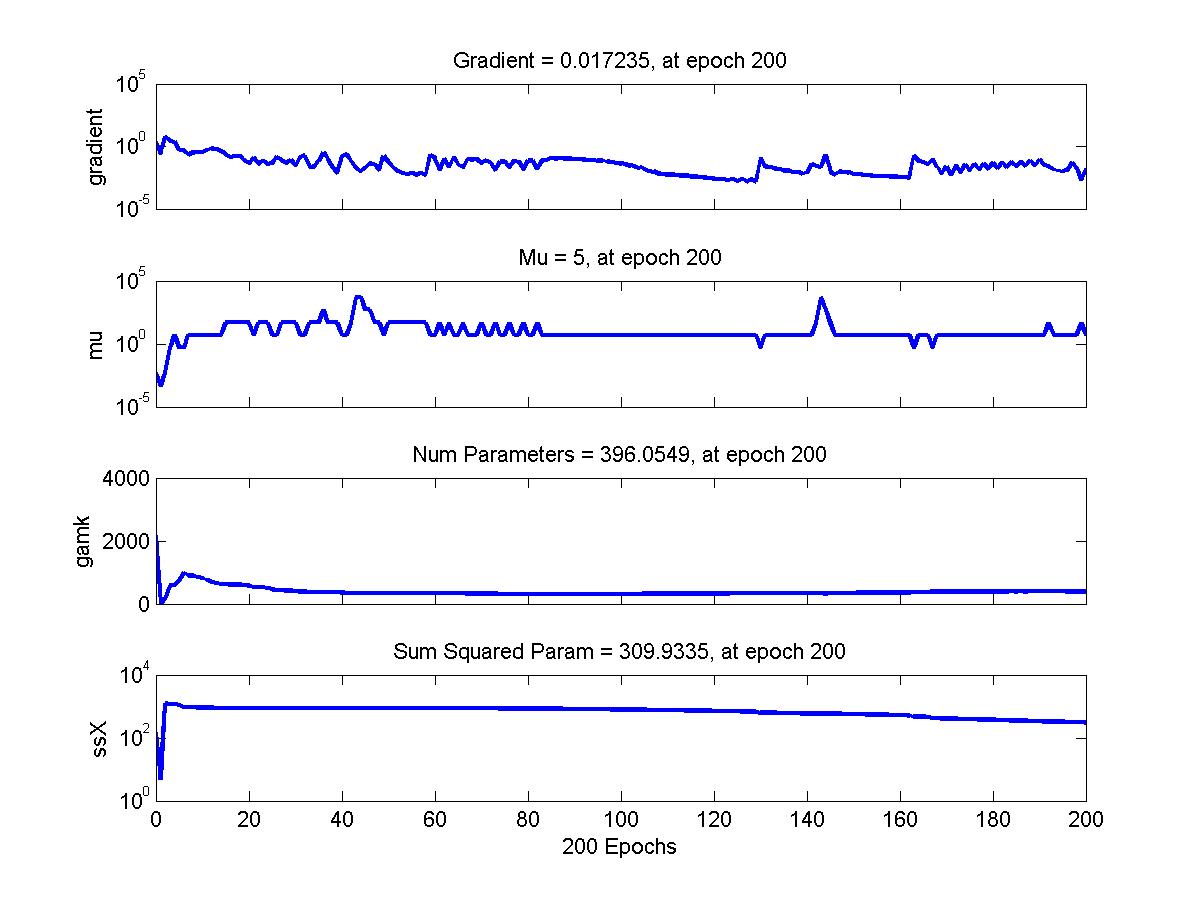 Gradient = 0.017235, at epoch 200
10^5
10^0
10^-5
gradient
Mu = 5, at epoch 200
10^5
10^0
10^-5
mu
Num Parameters = 396.0549, at epoch 200
4000
2000
0
gamk
Sum Squared Param = 309.9335, at epoch 200
10^4
10^2
10^0
ssX
0 20 40 60 80 100 120 140 160 180 200
200 Epochs